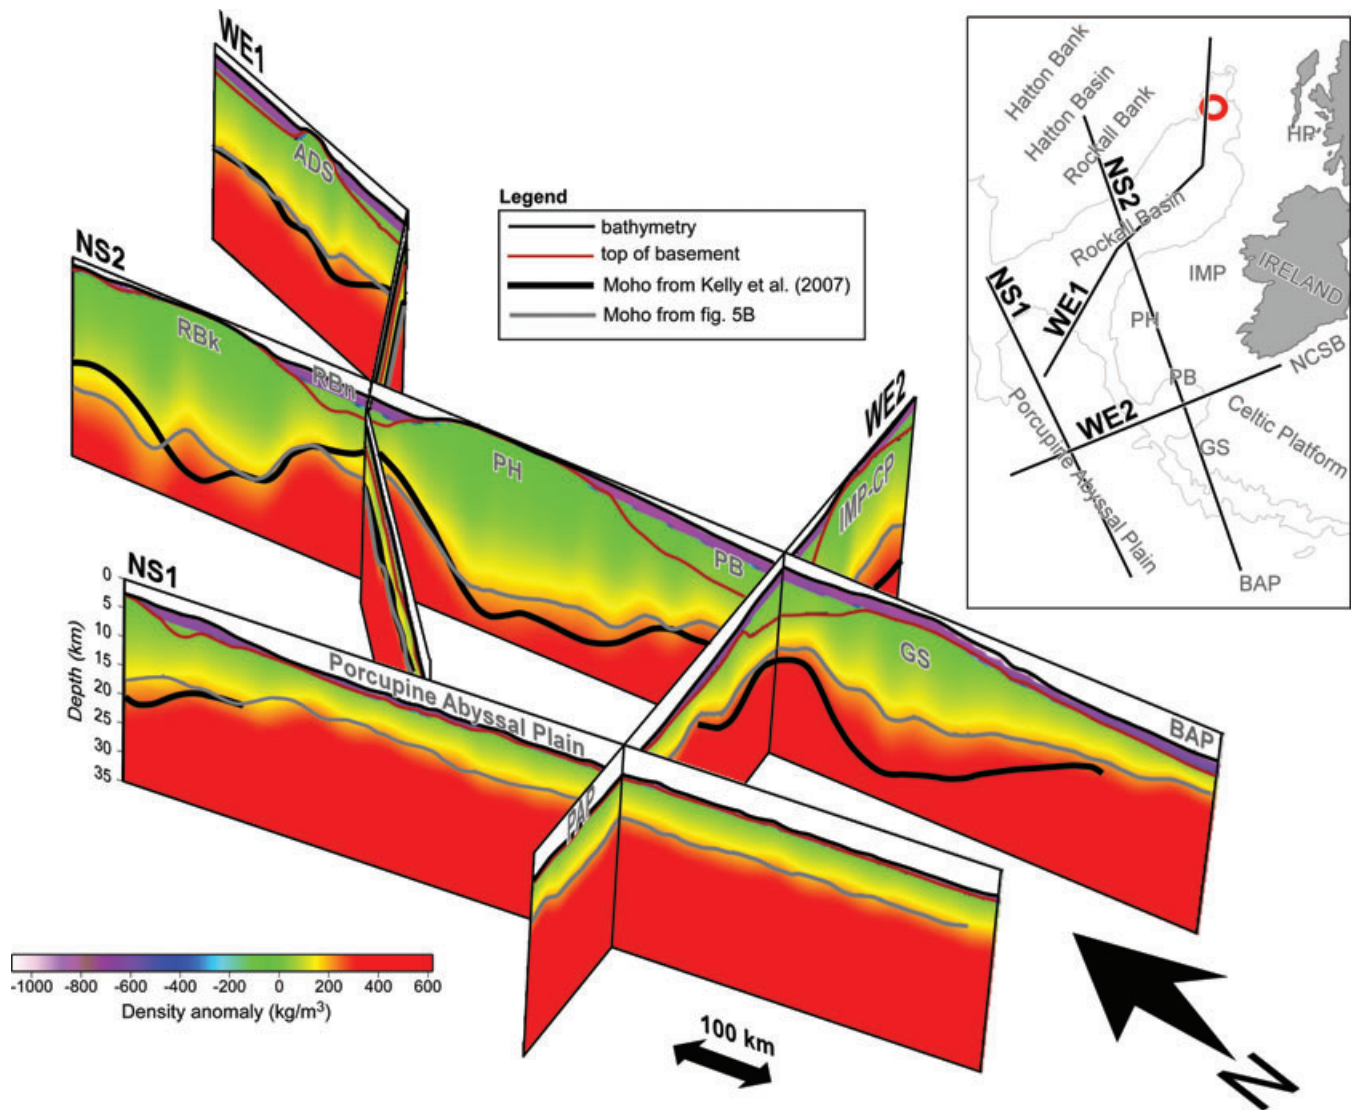 WE1
ADS
NS2
RBk
RBn
PH
PB
WE2
IMP-CP
GS
BAP
NS1
Porcupine Abyssal Plain
PAP
Depth (km)
0
5
10
15
20
25
30
35
Legend
bathymetry
top of basement
Moho from Kelly et al. (2007)
Moho from fig. 5B
Hatton Bank
Hatton Basin
Rockall Bank
HP
NS2
Rockall Basin
IMP
IRELAND
NS1
WE1
PH
NCSB
PB
WE2
Celtic Platform
GS
Porcupine Abyssal Plain
BAP
-1000 -800 -600 -400 -200 0 200 400 600
Density anomaly (kg/m³)
100 km
N